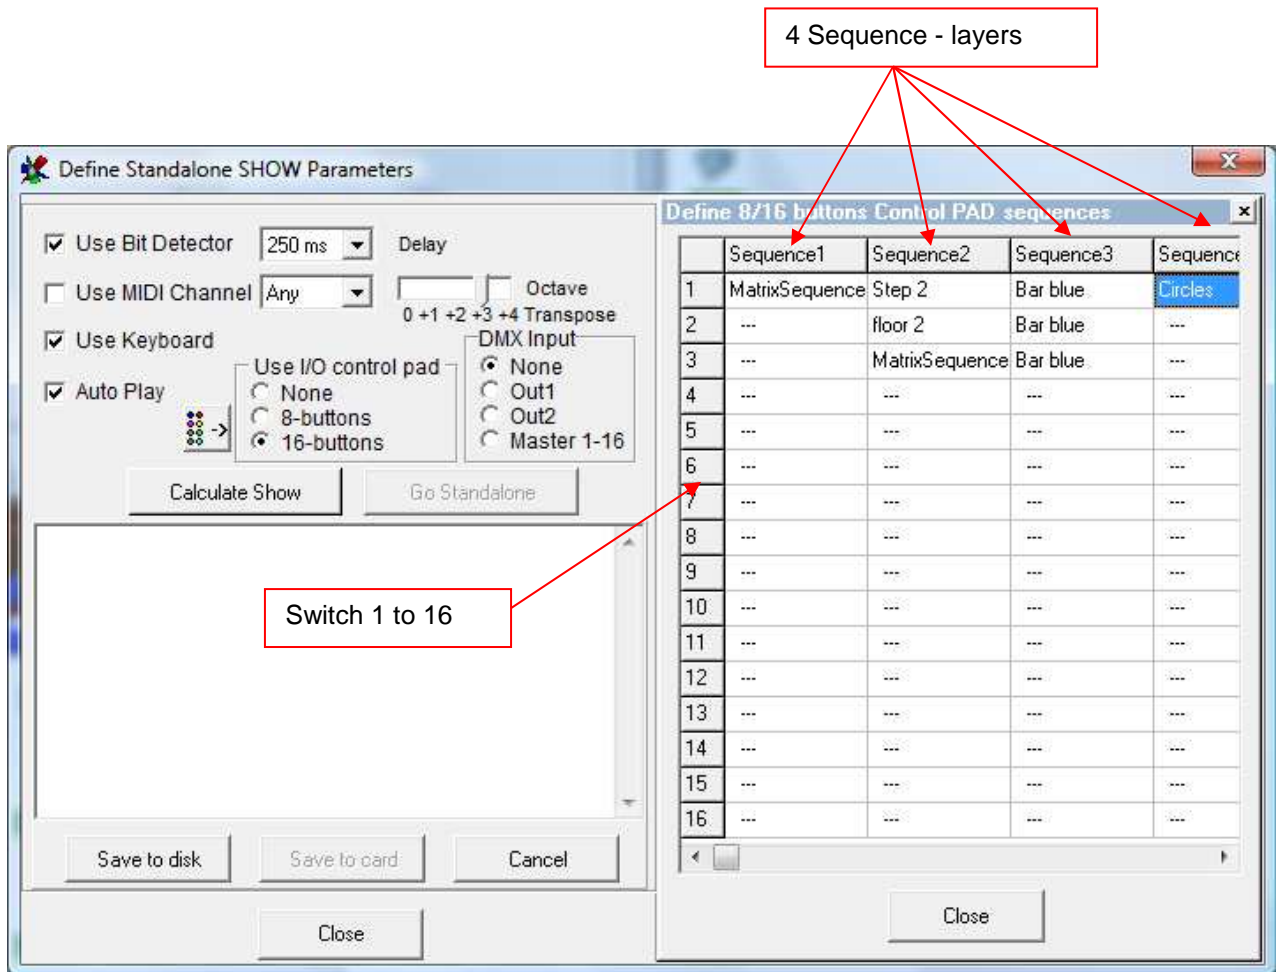 4 Sequence - layers
Define Standalone SHOW Parameters
Define 8/16 buttons Control PAD sequences
Use Bit Detector 250 ms Delay
Use MIDI Channel Any Octave
0 +1 +2 +3 +4 Transpose
Use Keyboard
Auto Play
Use I/O control pad
None
8-buttons
16-buttons
DMX Input
None
Out1
Out2
Master 1-16
->
Calculate Show Go Standalone
Switch 1 to 16
Save to disk Save to card Cancel
Close
Sequence1 Sequence2 Sequence3 Sequence
1 MatrixSequence Step 2 Bar blue Circles
2 --- floor 2 Bar blue ---
3 --- MatrixSequence Bar blue ---
4 --- --- --- ---
5 --- --- --- ---
6 --- --- --- ---
7 --- --- --- ---
8 --- --- --- ---
9 --- --- --- ---
10 --- --- --- ---
11 --- --- --- ---
12 --- --- --- ---
13 --- --- --- ---
14 --- --- --- ---
15 --- --- --- ---
16 --- --- --- ---
Close